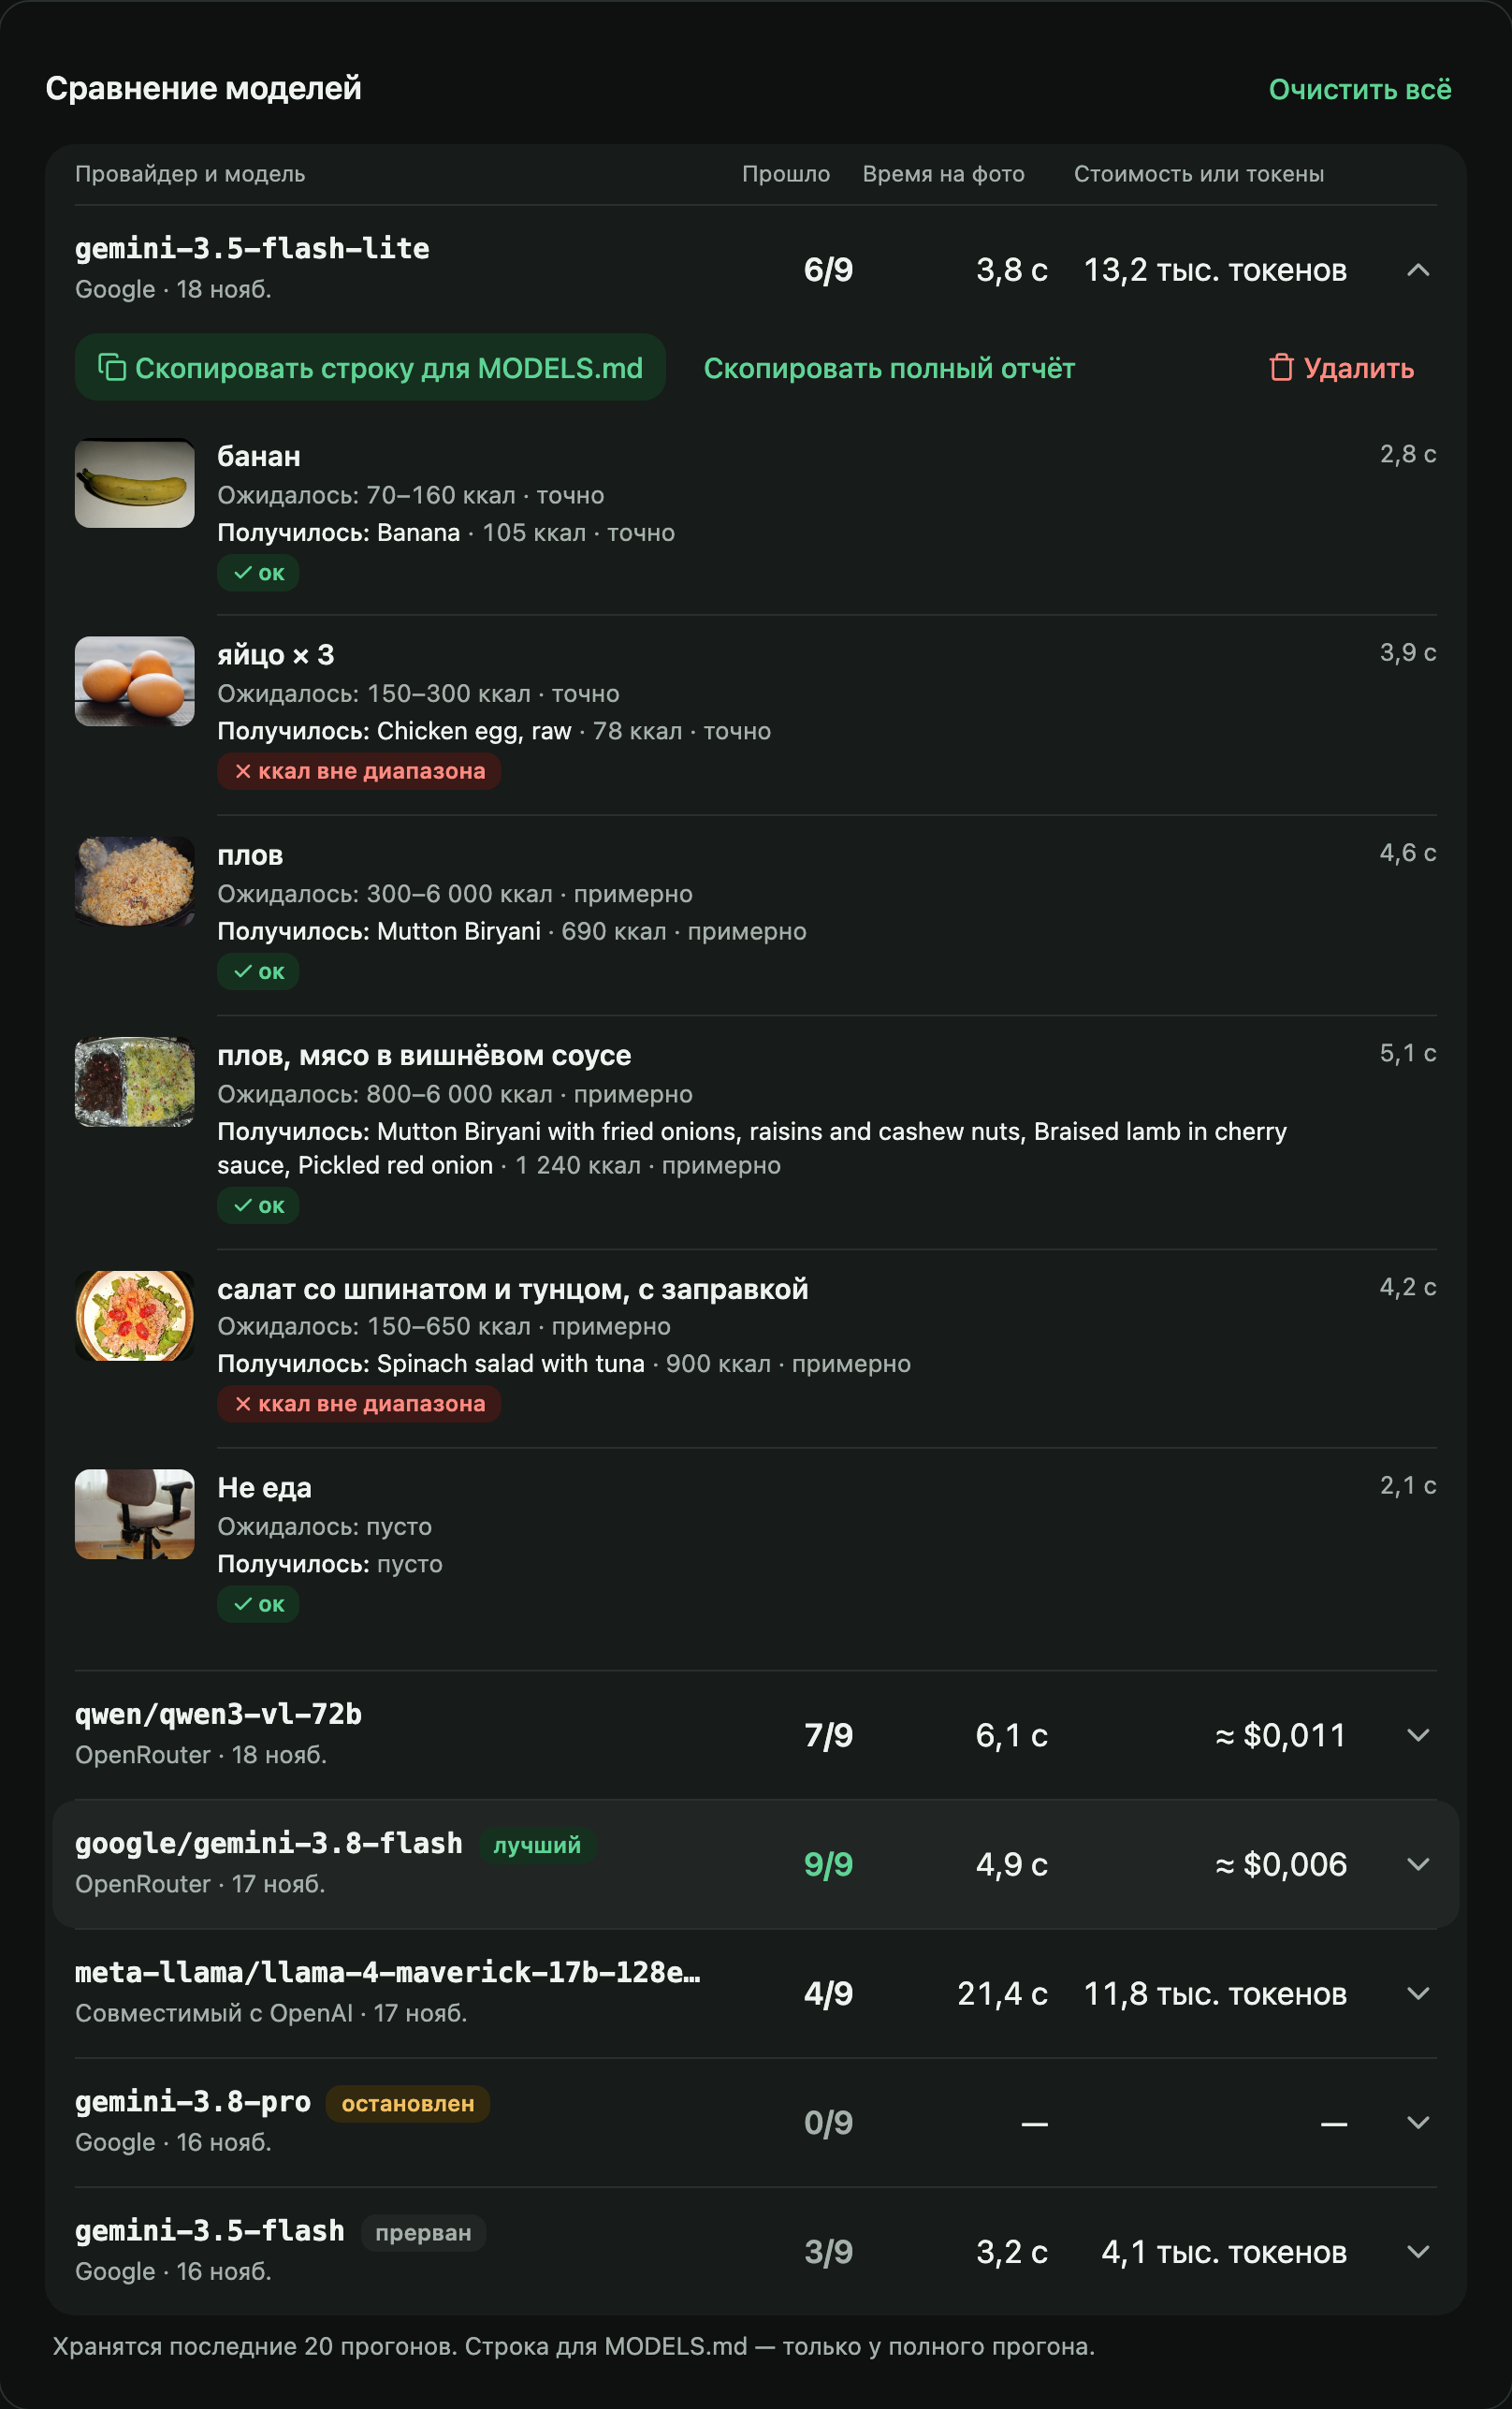 Сравнение моделей
Очистить всё
Провайдер и модель Прошло Время на фото Стоимость или токены
gemini-3.5-flash-lite
Google · 18 нояб.
6/9 3,8 с 13,2 тыс. токенов
Скопировать строку для MODELS.md Скопировать полный отчёт Удалить
банан 2,8 с
Ожидалось: 70–160 ккал · точно
Получилось: Banana · 105 ккал · точно
ок
яйцо × 3 3,9 с
Ожидалось: 150–300 ккал · точно
Получилось: Chicken egg, raw · 78 ккал · точно
ккал вне диапазона
плов 4,6 с
Ожидалось: 300–6 000 ккал · примерно
Получилось: Mutton Biryani · 690 ккал · примерно
ок
плов, мясо в вишнёвом соусе 5,1 с
Ожидалось: 800–6 000 ккал · примерно
Получилось: Mutton Biryani with fried onions, raisins and cashew nuts, Braised lamb in cherry
sauce, Pickled red onion · 1 240 ккал · примерно
ок
салат со шпинатом и тунцом, с заправкой 4,2 с
Ожидалось: 150–650 ккал · примерно
Получилось: Spinach salad with tuna · 900 ккал · примерно
ккал вне диапазона
Не еда 2,1 с
Ожидалось: пусто
Получилось: пусто
ок
qwen/qwen3-vl-72b
OpenRouter · 18 нояб.
7/9 6,1 с ≈ $0,011
google/gemini-3.8-flash лучший
OpenRouter · 17 нояб.
9/9 4,9 с ≈ $0,006
meta-llama/llama-4-maverick-17b-128e…
Совместимый с OpenAI · 17 нояб.
4/9 21,4 с 11,8 тыс. токенов
gemini-3.8-pro остановлен
Google · 16 нояб.
0/9 — —
gemini-3.5-flash прерван
Google · 16 нояб.
3/9 3,2 с 4,1 тыс. токенов
Хранятся последние 20 прогонов. Строка для MODELS.md — только у полного прогона.